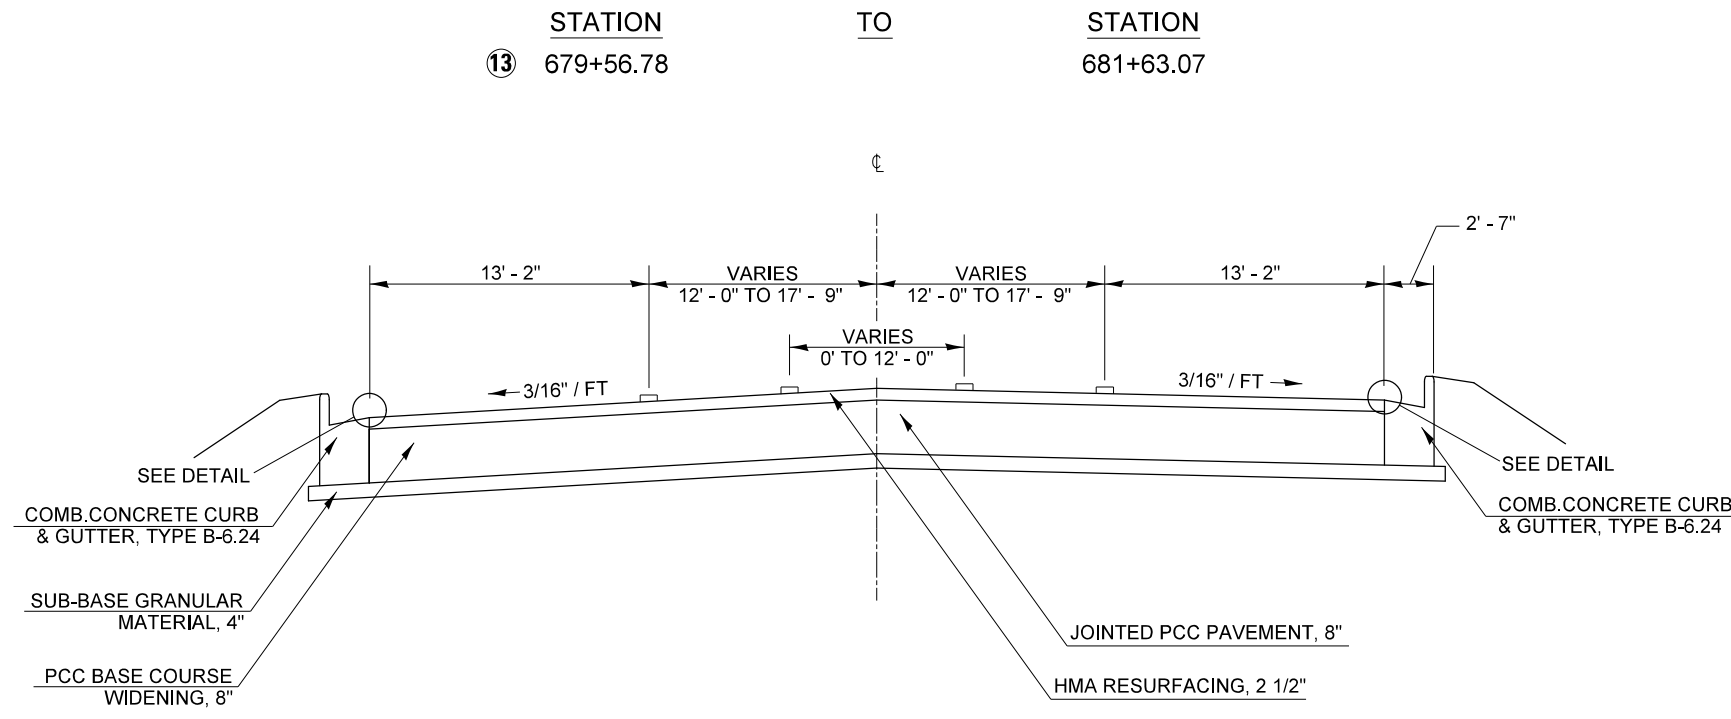 STATION TO STATION
13 679+56.78 681+63.07
℄
2' - 7"
13' - 2" VARIES VARIES 13' - 2"
12' - 0" TO 17' - 9" 12' - 0" TO 17' - 9"
VARIES
0' TO 12' - 0"
3/16" / FT 3/16" / FT
SEE DETAIL SEE DETAIL
COMB.CONCRETE CURB
& GUTTER, TYPE B-6.24
COMB.CONCRETE CURB
& GUTTER, TYPE B-6.24
SUB-BASE GRANULAR
MATERIAL, 4"
JOINTED PCC PAVEMENT, 8"
PCC BASE COURSE
WIDENING, 8"
HMA RESURFACING, 2 1/2"